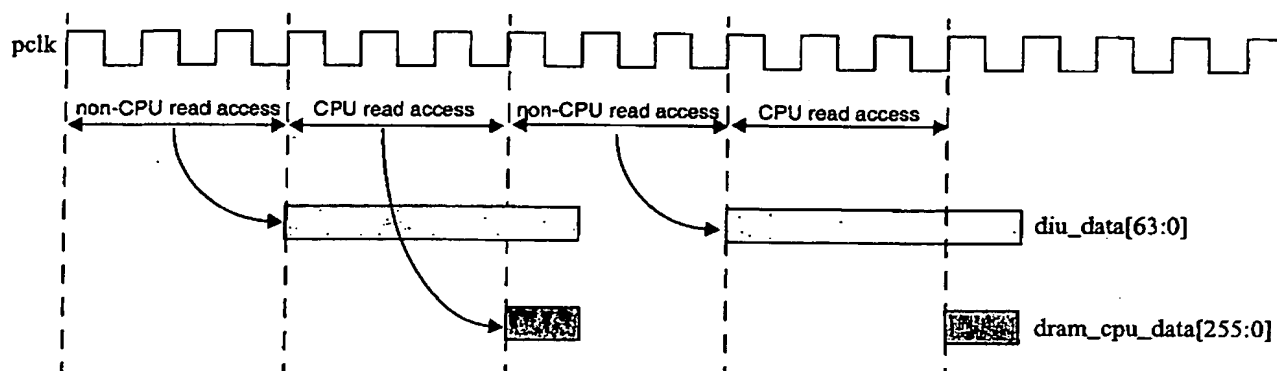 pclk
non-CPU read access CPU read access non-CPU read access CPU read access
diu_data[63:0]
dram_cpu_data[255:0]